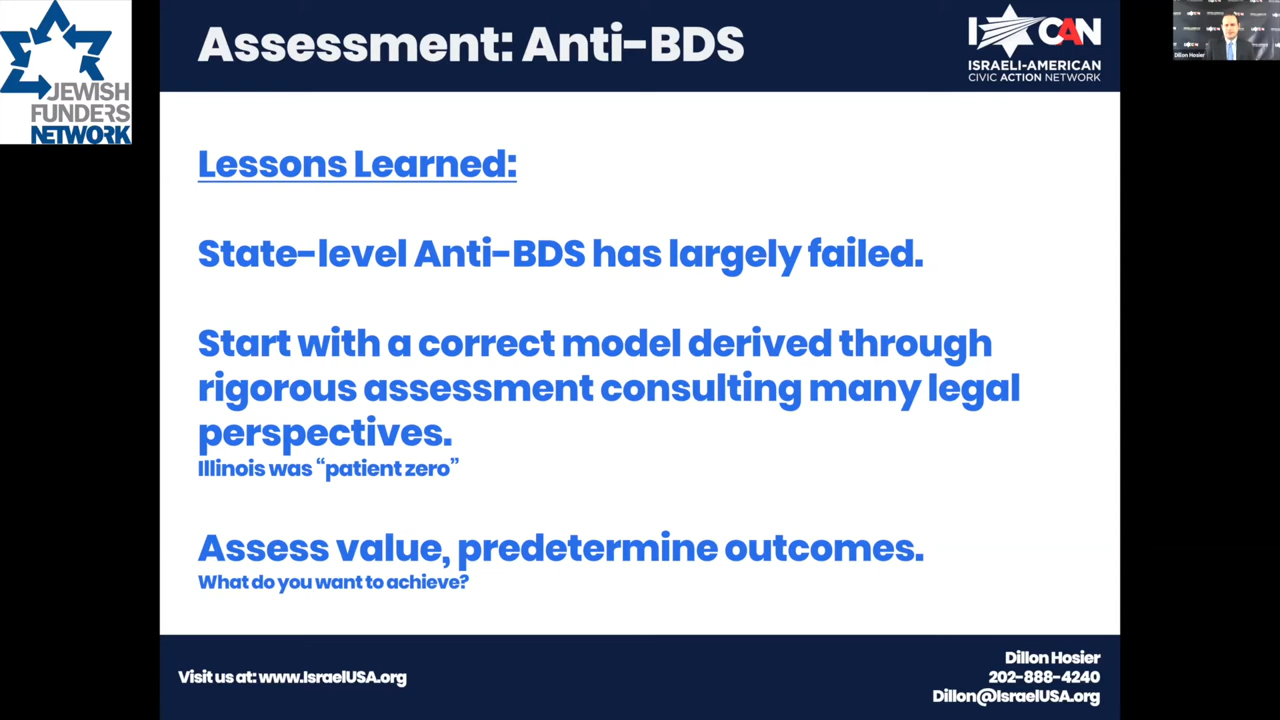 JEWISH
FUNDERS
NETWORK
Assessment: Anti-BDS
I CAN
ISRAELI-AMERICAN
CIVIC ACTION NETWORK
Dillon Hosier
Lessons Learned:
State-level Anti-BDS has largely failed.
Start with a correct model derived through
rigorous assessment consulting many legal
perspectives.
Illinois was “patient zero”
Assess value, predetermine outcomes.
What do you want to achieve?
Visit us at: www.IsraelUSA.org
Dillon Hosier
202-888-4240
Dillon@IsraelUSA.org